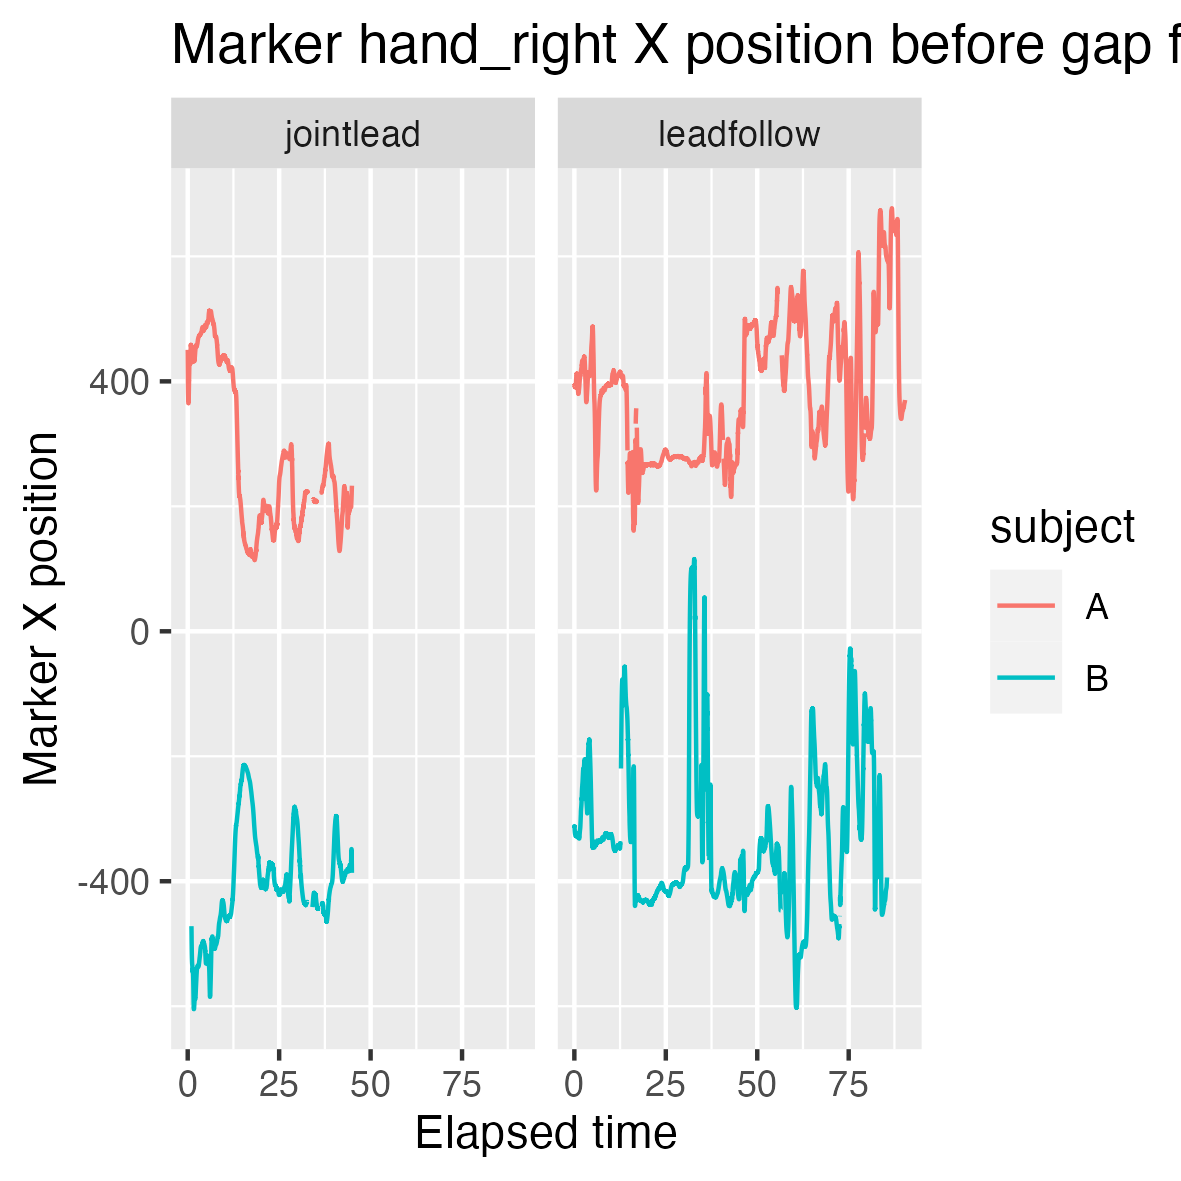 Marker hand_right X position before gap f
jointlead
leadfollow
Marker X position
400
0
-400
0
25
50
75
0
25
50
75
Elapsed time
subject
A
B